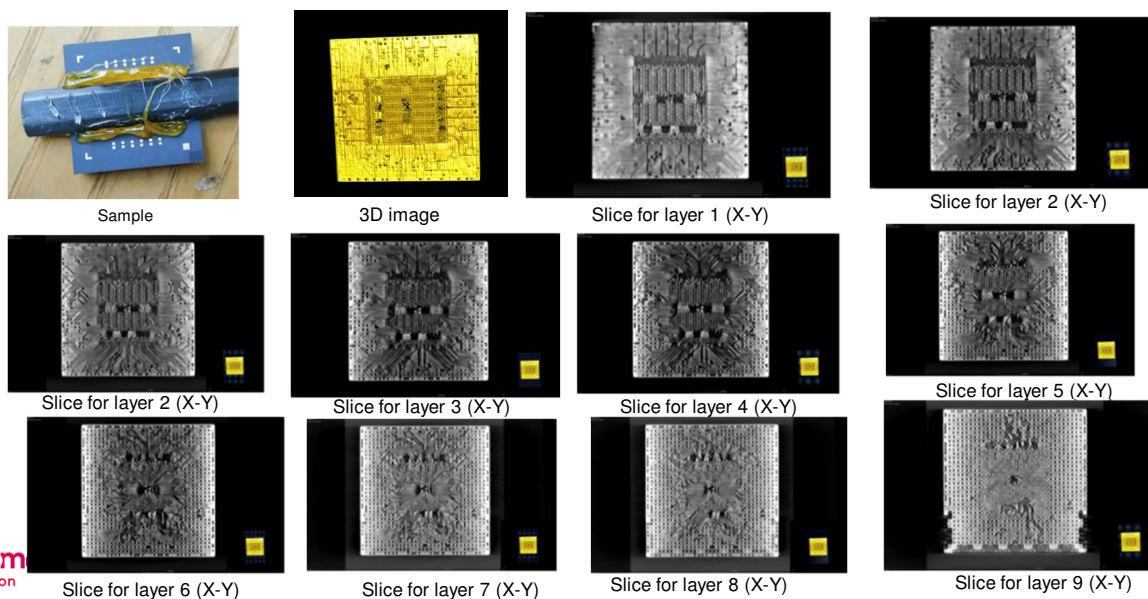 Sample
3D image
Slice for layer 1 (X-Y)
Slice for layer 2 (X-Y)
Slice for layer 2 (X-Y)
Slice for layer 3 (X-Y)
Slice for layer 4 (X-Y)
Slice for layer 5 (X-Y)
m
on
Slice for layer 6 (X-Y)
Slice for layer 7 (X-Y)
Slice for layer 8 (X-Y)
Slice for layer 9 (X-Y)